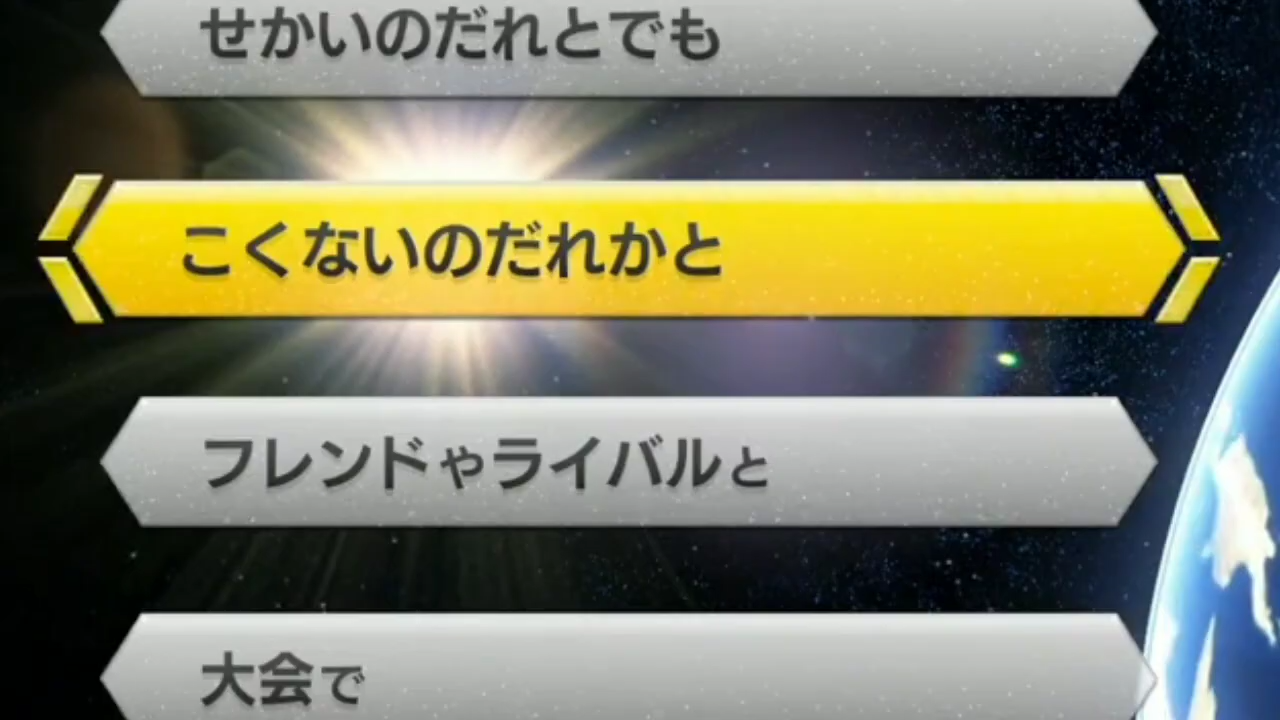 せかいのだれとでも
こくないのだれかと
フレンドやライバルと
大会で